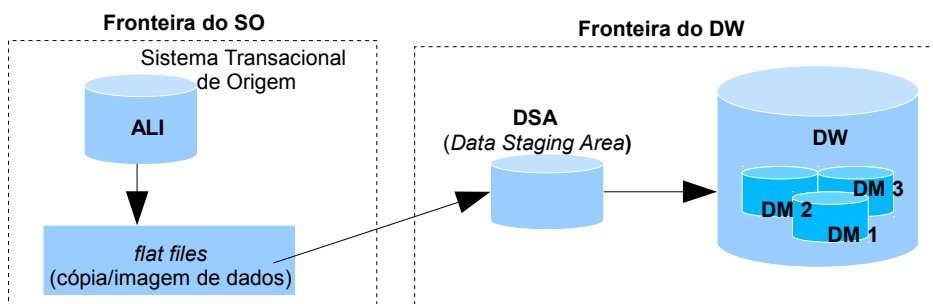 Fronteira do SO
Sistema Transacional
de Origem
ALI
flat files
(cópia/imagem de dados)
Fronteira do DW
DSA
(Data Staging Area)
DW
DM 3
DM 2
DM 1